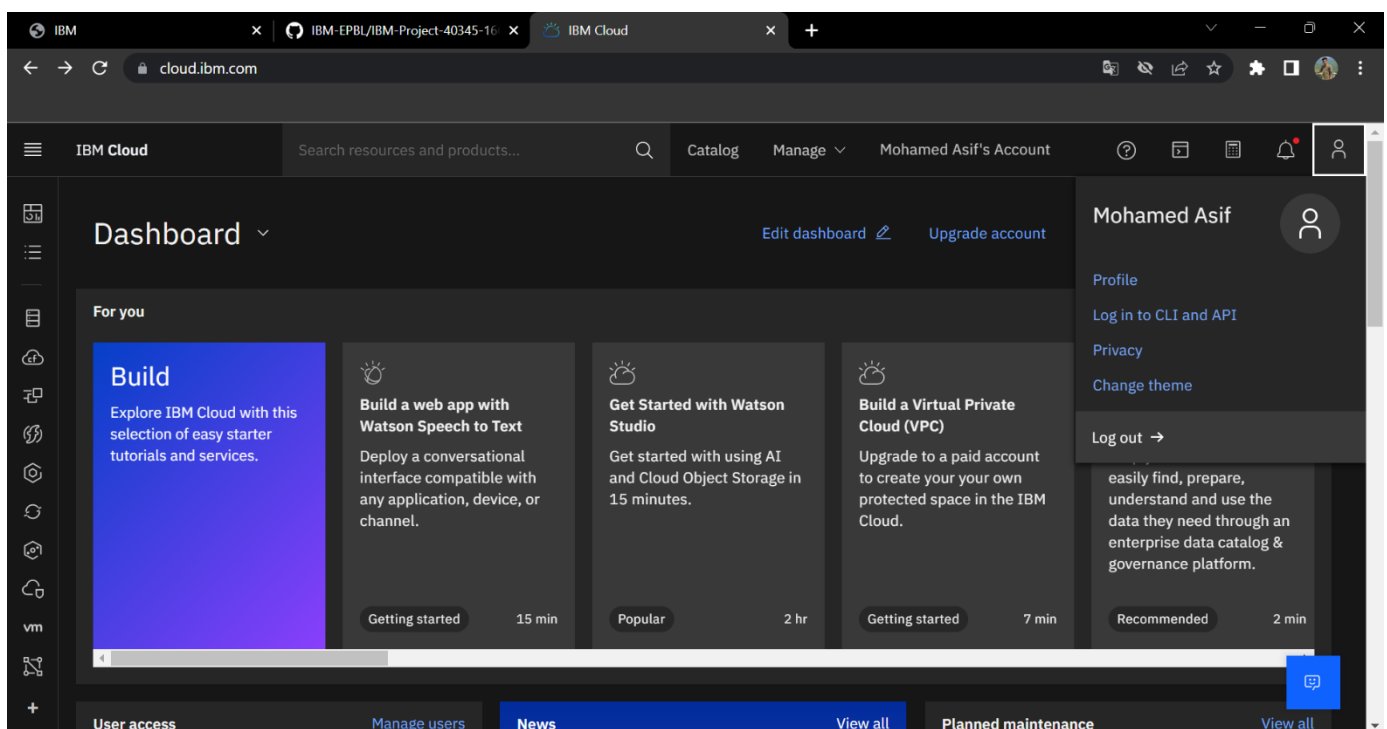 IBM
IBM-EPBL/IBM-Project-40345-16
IBM Cloud
cloud.ibm.com
IBM Cloud
Search resources and products...
Catalog
Manage
Mohamed Asif's Account
Dashboard
Edit dashboard
Upgrade account
Mohamed Asif
Profile
Log in to CLI and API
Privacy
Change theme
Log out →
For you
Build
Explore IBM Cloud with this
selection of easy starter
tutorials and services.
Build a web app with
Watson Speech to Text
Deploy a conversational
interface compatible with
any application, device, or
channel.
Getting started
15 min
Get Started with Watson
Studio
Get started with using AI
and Cloud Object Storage in
15 minutes.
Popular
2 hr
Build a Virtual Private
Cloud (VPC)
Upgrade to a paid account
to create your your own
protected space in the IBM
Cloud.
Getting started
7 min
easily find, prepare,
understand and use the
data they need through an
enterprise data catalog &
governance platform.
Recommended
2 min
vm
User access
Manage users
News
View all
Planned maintenance
View all